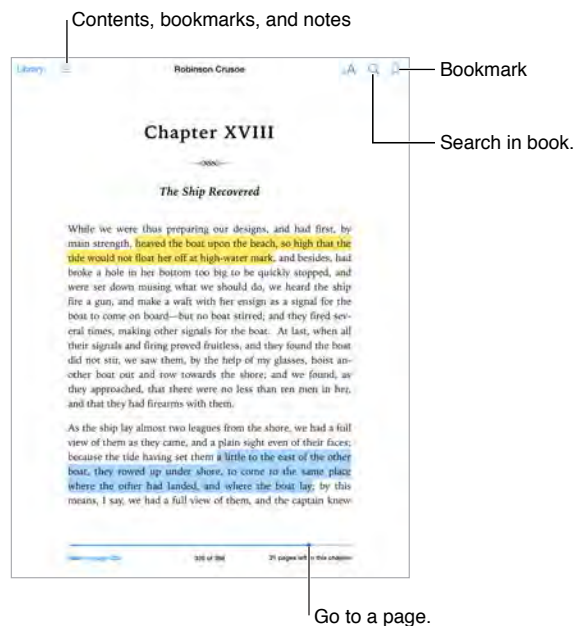 Contents, bookmarks, and notes
Library
Robinson Crusoe
AA
Bookmark
Search in book.
Chapter XVIII
The Ship Recovered
While we were thus preparing our designs, and had first, by
main strength, heaved the boat upon the beach, so high that the
tide would not float her off at high-water mark, and besides, had
broke a hole in her bottom too big to be quickly stopped, and
were set down musing what we should do, we heard the ship
fire a gun, and make a waft with her ensign as a signal for the
boat to come on board—but no boat stirred; and they fired sev-
eral times, making other signals for the boat. At last, when all
their signals and firing proved fruitless, and they found the boat
did not stir, we saw them, by the help of my glasses, hoist an-
other boat out and row towards the shore; and we found, as
they approached, that there were no less than ten men in her,
and that they had firearms with them.
As the ship lay almost two leagues from the shore, we had a full
view of them as they came, and a plain sight even of their faces;
because the tide having set them a little to the east of the other
boat, they rowed up under shore, to come to the same place
where the other had landed, and where the boat lay; by this
means, I say, we had a full view of them, and the captain knew
pages left in this chapter
Go to a page.